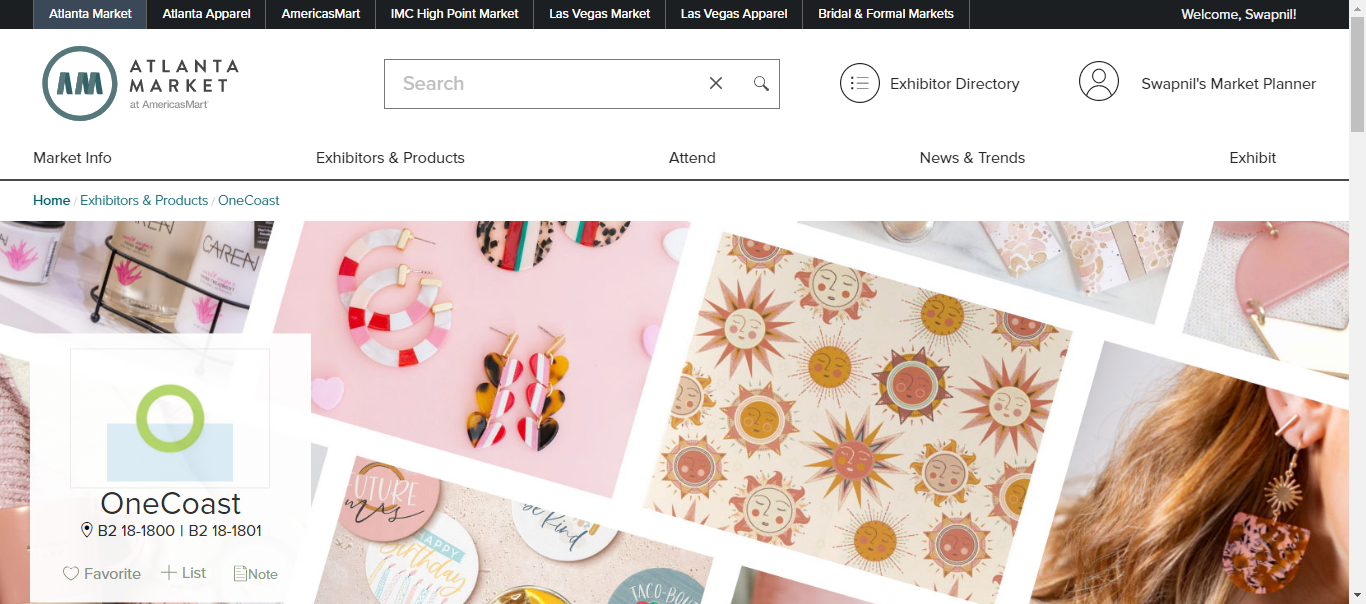 Atlanta Market
Atlanta Apparel
AmericasMart
IMC High Point Market
Las Vegas Market
Las Vegas Apparel
Bridal & Formal Markets
Welcome, Swapnil!
AM
ATLANTA
MARKET
at AmericasMart
Search
Exhibitor Directory
Swapnil's Market Planner
Market Info
Exhibitors & Products
Attend
News & Trends
Exhibit
Home / Exhibitors & Products / OneCoast
CAREN
FUTURE
mrs
HAPPY
Birthday
be Kind
TACO-BOU
OneCoast
B2 18-1800 | B2 18-1801
Favorite
List
Note